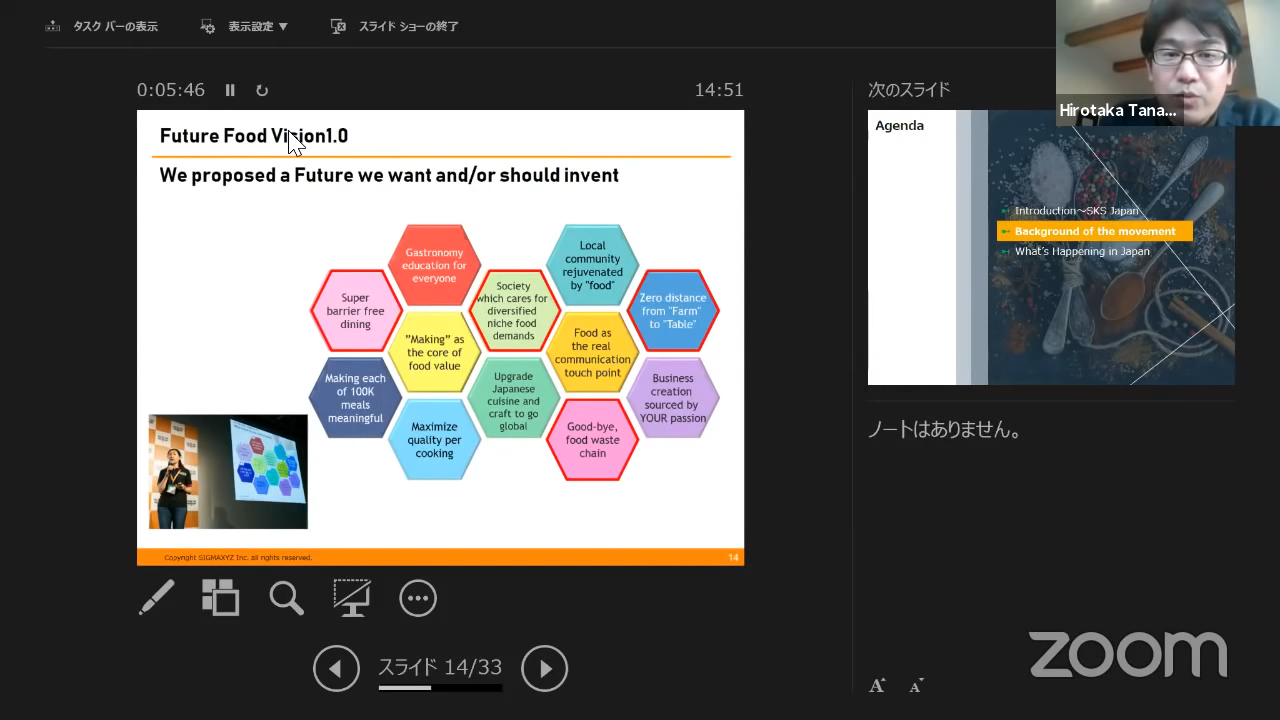 タスク バーの表示
表示設定 ▼
スライド ショーの終了
0:05:46
14:51
次のスライド
Hirotaka Tana...
Future Food Vision1.0
We proposed a Future we want and/or should invent
Gastronomy
education for
everyone
Local
community
rejuvenated
by "food"
Super
barrier free
dining
Society
which cares for
diversified
niche food
demands
Zero distance
from "Farm"
to "Table"
"Making" as
the core of
food value
Food as
the real
communication
touch point
Making each
of 100K
meals
meaningful
Upgrade
Japanese
cuisine and
craft to go
global
Business
creation
sourced by
YOUR passion
Maximize
quality per
cooking
Good-bye,
food waste
chain
Copyright SIGMAXYZ Inc. all rights reserved.
14
Agenda
Introduction～SKS Japan
Background of the movement
What's Happening in Japan
ノートはありません。
スライド 14/33
A A
zoom